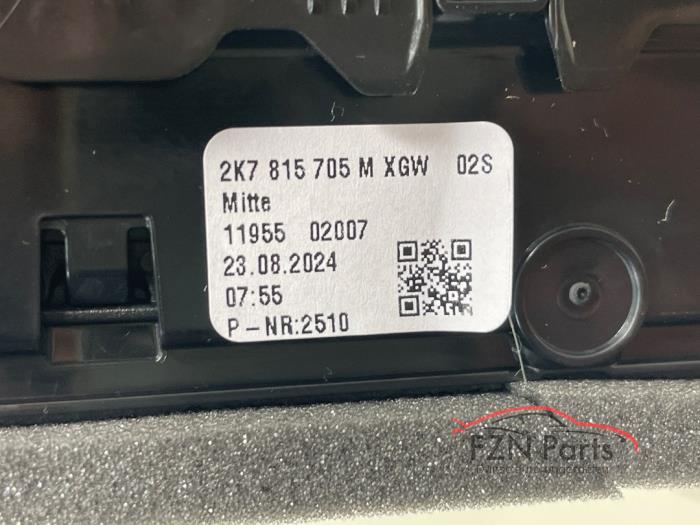 2K7 815 705 M XGW 02S
Mitte
11955 02007
23.08.2024
07:55
P-NR:2510
FZN Parts